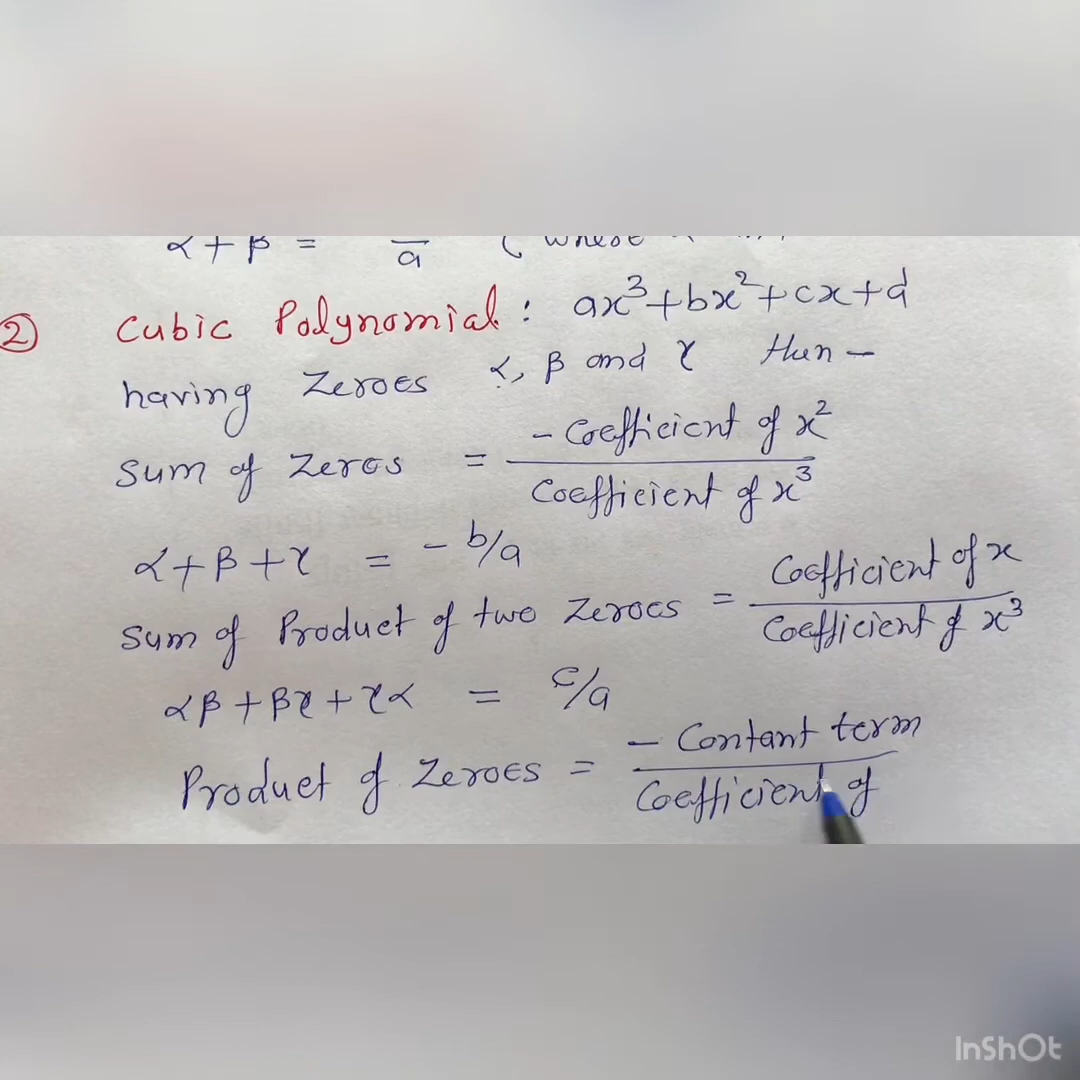 α + β = /a
② Cubic Polynomial : ax³+bx²+cx+d
having Zeroes α, β and γ then -
Sum of Zeros = - Coefficient of x² / Coefficient of x³
α+β+γ = - b/a
Sum of Product of two Zeroes = Coefficient of x / Coefficient of x³
αβ+βγ+γα = c/a
Product of Zeroes = - Contant term / Coefficient of
InShOt